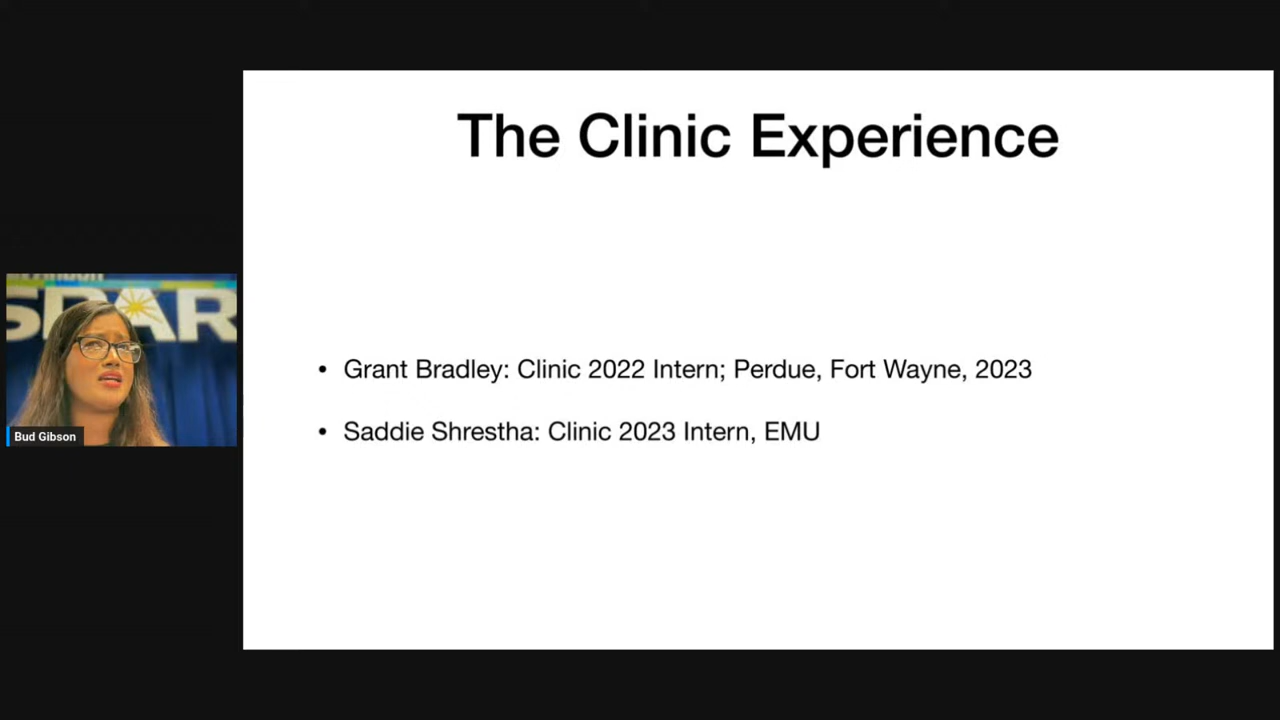 The Clinic Experience
SPAR
• Grant Bradley: Clinic 2022 Intern; Perdue, Fort Wayne, 2023
• Saddie Shrestha: Clinic 2023 Intern, EMU
Bud Gibson